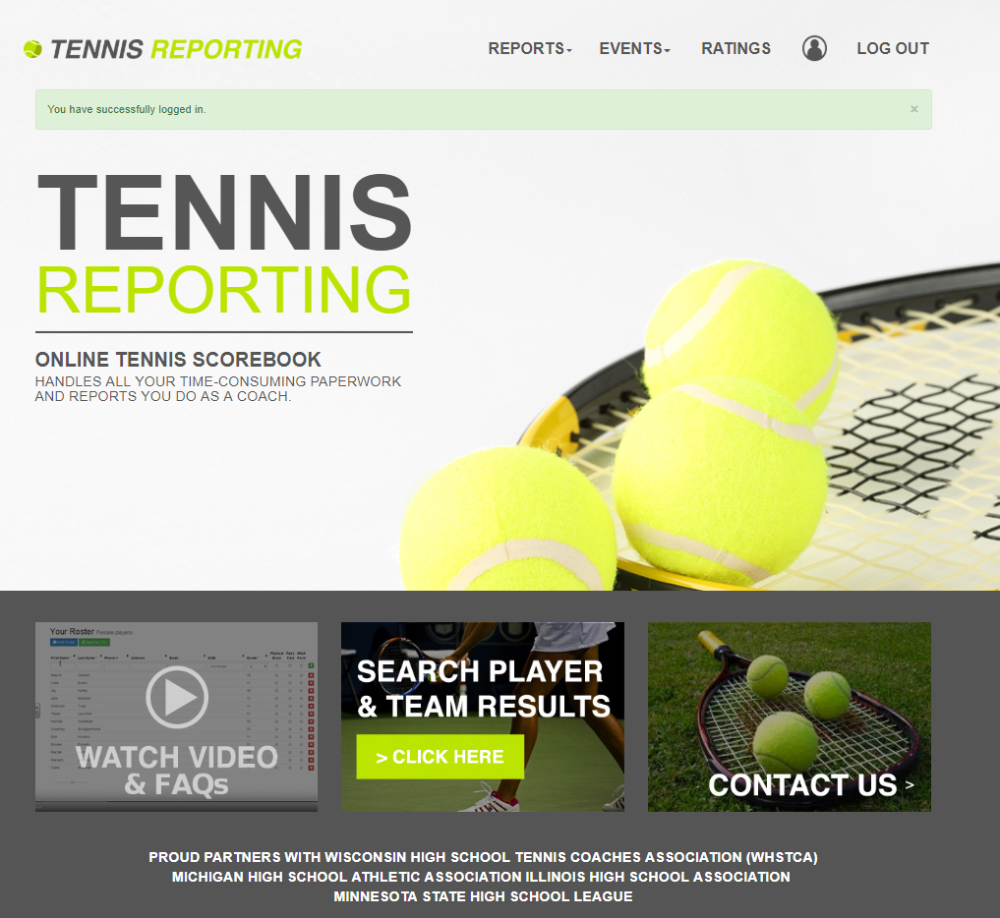 TENNIS REPORTING
REPORTS
EVENTS
RATINGS
LOG OUT
You have successfully logged in.
×
TENNIS
REPORTING
ONLINE TENNIS SCOREBOOK
HANDLES ALL YOUR TIME-CONSUMING PAPERWORK
AND REPORTS YOU DO AS A COACH.
Your Roster Female players
WATCH VIDEO
& FAQs
SEARCH PLAYER
& TEAM RESULTS
> CLICK HERE
CONTACT US >
PROUD PARTNERS WITH WISCONSIN HIGH SCHOOL TENNIS COACHES ASSOCIATION (WHSTCA)
MICHIGAN HIGH SCHOOL ATHLETIC ASSOCIATION ILLINOIS HIGH SCHOOL ASSOCIATION
MINNESOTA STATE HIGH SCHOOL LEAGUE